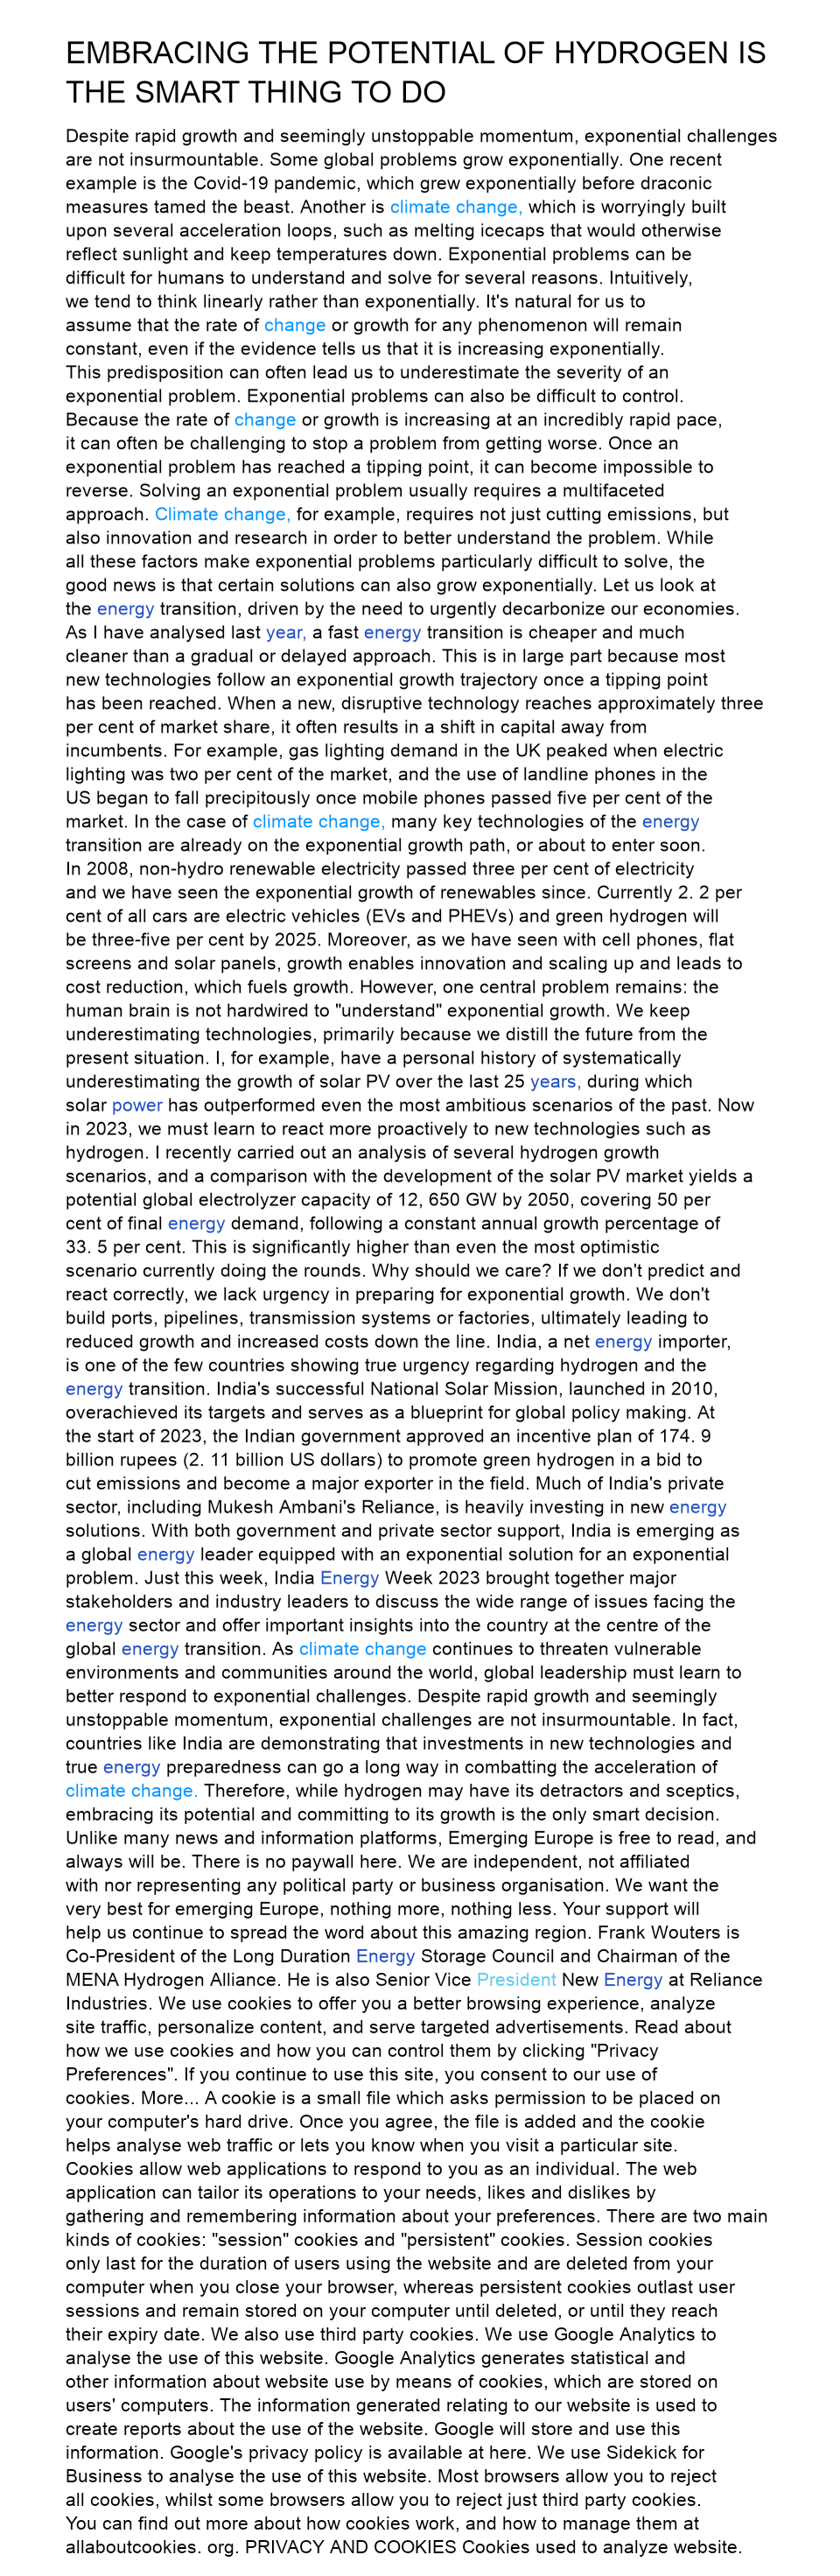 EMBRACING THE POTENTIAL OF HYDROGEN IS
THE SMART THING TO DO
Despite rapid growth and seemingly unstoppable momentum, exponential challenges
are not insurmountable. Some global problems grow exponentially. One recent
example is the Covid-19 pandemic, which grew exponentially before draconic
measures tamed the beast. Another is climate change, which is worryingly built
upon several acceleration loops, such as melting icecaps that would otherwise
reflect sunlight and keep temperatures down. Exponential problems can be
difficult for humans to understand and solve for several reasons. Intuitively,
we tend to think linearly rather than exponentially. It's natural for us to
assume that the rate of change or growth for any phenomenon will remain
constant, even if the evidence tells us that it is increasing exponentially.
This predisposition can often lead us to underestimate the severity of an
exponential problem. Exponential problems can also be difficult to control.
Because the rate of change or growth is increasing at an incredibly rapid pace,
it can often be challenging to stop a problem from getting worse. Once an
exponential problem has reached a tipping point, it can become impossible to
reverse. Solving an exponential problem usually requires a multifaceted
approach. Climate change, for example, requires not just cutting emissions, but
also innovation and research in order to better understand the problem. While
all these factors make exponential problems particularly difficult to solve, the
good news is that certain solutions can also grow exponentially. Let us look at
the energy transition, driven by the need to urgently decarbonize our economies.
As I have analysed last year, a fast energy transition is cheaper and much
cleaner than a gradual or delayed approach. This is in large part because most
new technologies follow an exponential growth trajectory once a tipping point
has been reached. When a new, disruptive technology reaches approximately three
per cent of market share, it often results in a shift in capital away from
incumbents. For example, gas lighting demand in the UK peaked when electric
lighting was two per cent of the market, and the use of landline phones in the
US began to fall precipitously once mobile phones passed five per cent of the
market. In the case of climate change, many key technologies of the energy
transition are already on the exponential growth path, or about to enter soon.
In 2008, non-hydro renewable electricity passed three per cent of electricity
and we have seen the exponential growth of renewables since. Currently 2. 2 per
cent of all cars are electric vehicles (EVs and PHEVs) and green hydrogen will
be three-five per cent by 2025. Moreover, as we have seen with cell phones, flat
screens and solar panels, growth enables innovation and scaling up and leads to
cost reduction, which fuels growth. However, one central problem remains: the
human brain is not hardwired to "understand" exponential growth. We keep
underestimating technologies, primarily because we distill the future from the
present situation. I, for example, have a personal history of systematically
underestimating the growth of solar PV over the last 25 years, during which
solar power has outperformed even the most ambitious scenarios of the past. Now
in 2023, we must learn to react more proactively to new technologies such as
hydrogen. I recently carried out an analysis of several hydrogen growth
scenarios, and a comparison with the development of the solar PV market yields a
potential global electrolyzer capacity of 12, 650 GW by 2050, covering 50 per
cent of final energy demand, following a constant annual growth percentage of
33. 5 per cent. This is significantly higher than even the most optimistic
scenario currently doing the rounds. Why should we care? If we don't predict and
react correctly, we lack urgency in preparing for exponential growth. We don't
build ports, pipelines, transmission systems or factories, ultimately leading to
reduced growth and increased costs down the line. India, a net energy importer,
is one of the few countries showing true urgency regarding hydrogen and the
energy transition. India's successful National Solar Mission, launched in 2010,
overachieved its targets and serves as a blueprint for global policy making. At
the start of 2023, the Indian government approved an incentive plan of 174. 9
billion rupees (2. 11 billion US dollars) to promote green hydrogen in a bid to
cut emissions and become a major exporter in the field. Much of India's private
sector, including Mukesh Ambani's Reliance, is heavily investing in new energy
solutions. With both government and private sector support, India is emerging as
a global energy leader equipped with an exponential solution for an exponential
problem. Just this week, India Energy Week 2023 brought together major
stakeholders and industry leaders to discuss the wide range of issues facing the
energy sector and offer important insights into the country at the centre of the
global energy transition. As climate change continues to threaten vulnerable
environments and communities around the world, global leadership must learn to
better respond to exponential challenges. Despite rapid growth and seemingly
unstoppable momentum, exponential challenges are not insurmountable. In fact,
countries like India are demonstrating that investments in new technologies and
true energy preparedness can go a long way in combatting the acceleration of
climate change. Therefore, while hydrogen may have its detractors and sceptics,
embracing its potential and committing to its growth is the only smart decision.
Unlike many news and information platforms, Emerging Europe is free to read, and
always will be. There is no paywall here. We are independent, not affiliated
with nor representing any political party or business organisation. We want the
very best for emerging Europe, nothing more, nothing less. Your support will
help us continue to spread the word about this amazing region. Frank Wouters is
Co-President of the Long Duration Energy Storage Council and Chairman of the
MENA Hydrogen Alliance. He is also Senior Vice President New Energy at Reliance
Industries. We use cookies to offer you a better browsing experience, analyze
site traffic, personalize content, and serve targeted advertisements. Read about
how we use cookies and how you can control them by clicking "Privacy
Preferences". If you continue to use this site, you consent to our use of
cookies. More... A cookie is a small file which asks permission to be placed on
your computer's hard drive. Once you agree, the file is added and the cookie
helps analyse web traffic or lets you know when you visit a particular site.
Cookies allow web applications to respond to you as an individual. The web
application can tailor its operations to your needs, likes and dislikes by
gathering and remembering information about your preferences. There are two main
kinds of cookies: "session" cookies and "persistent" cookies. Session cookies
only last for the duration of users using the website and are deleted from your
computer when you close your browser, whereas persistent cookies outlast user
sessions and remain stored on your computer until deleted, or until they reach
their expiry date. We also use third party cookies. We use Google Analytics to
analyse the use of this website. Google Analytics generates statistical and
other information about website use by means of cookies, which are stored on
users' computers. The information generated relating to our website is used to
create reports about the use of the website. Google will store and use this
information. Google's privacy policy is available at here. We use Sidekick for
Business to analyse the use of this website. Most browsers allow you to reject
all cookies, whilst some browsers allow you to reject just third party cookies.
You can find out more about how cookies work, and how to manage them at
allaboutcookies. org. PRIVACY AND COOKIES Cookies used to analyze website.